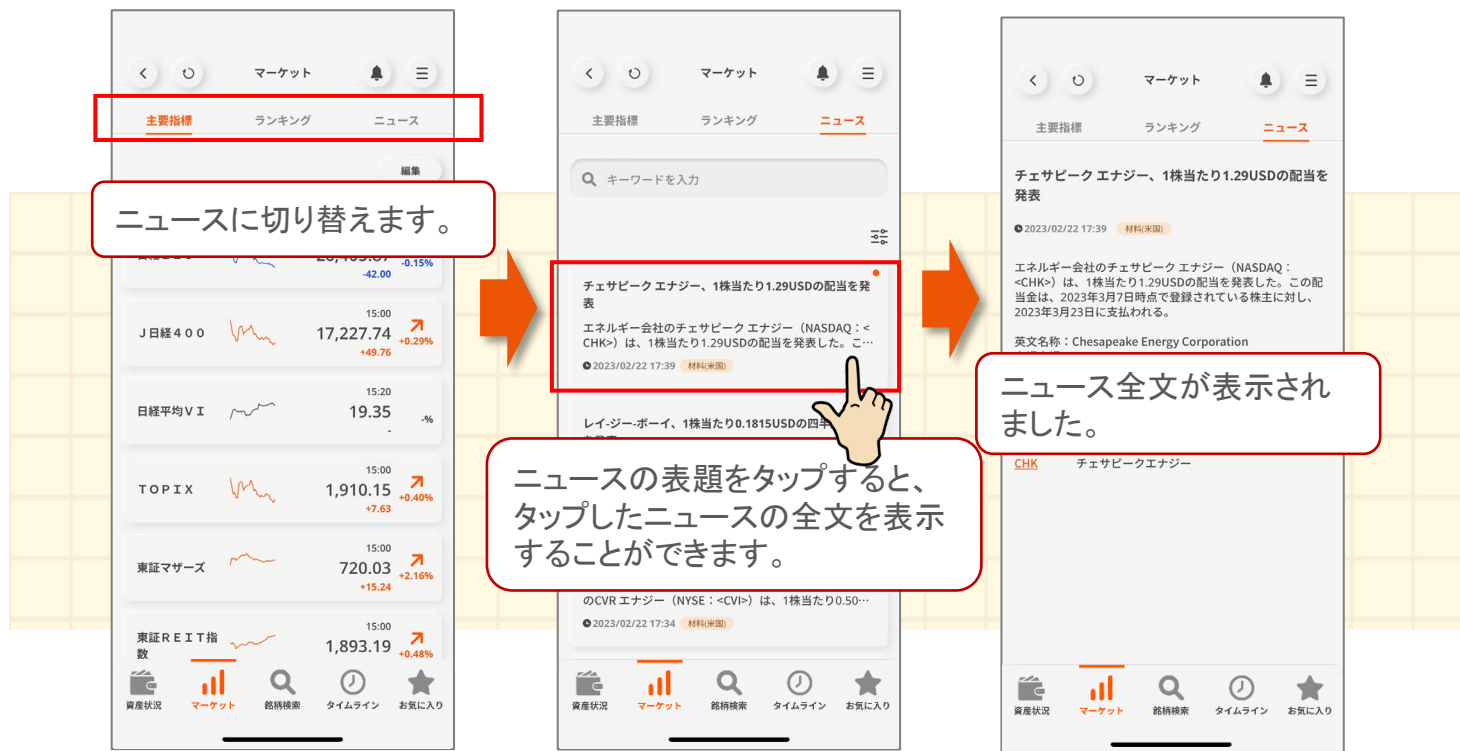 マーケット
主要指標 ランキング ニュース
編集
ニュースに切り替えます。
-0.15%
-42.00
15:00
J日経400 17,227.74 +0.29%
+49.76
15:20
日経平均VI 19.35 -%
-
15:00
TOPIX 1,910.15 +0.40%
+7.63
15:00
東証マザーズ 720.03 +2.16%
+15.24
15:00
東証REIT指
数 1,893.19 +0.48%
資産状況 マーケット 銘柄検索 タイムライン お気に入り
マーケット
主要指標 ランキング ニュース
キーワードを入力
チェサピーク エナジー、1株当たり1.29USDの配当を発
表
エネルギー会社のチェサピーク エナジー（NASDAQ：<
CHK>）は、1株当たり1.29USDの配当を発表した。こ…
2023/02/22 17:39 材料(米国)
レイ-ジー-ボーイ、1株当たり0.1815USDの四半
ニュースの表題をタップすると、
タップしたニュースの全文を表示
することができます。
のCVR エナジー（NYSE：<CVI>）は、1株当たり0.50…
2023/02/22 17:34 材料(米国)
資産状況 マーケット 銘柄検索 タイムライン お気に入り
マーケット
主要指標 ランキング ニュース
チェサピーク エナジー、1株当たり1.29USDの配当を
発表
2023/02/22 17:39 材料(米国)
エネルギー会社のチェサピーク エナジー（NASDAQ：
<CHK>）は、1株当たり1.29USDの配当を発表した。この配
当金は、2023年3月7日時点で登録されている株主に対し、
2023年3月23日に支払われる。
英文名称：Chesapeake Energy Corporation
ニュース全文が表示され
ました。
CHK チェサピークエナジー
資産状況 マーケット 銘柄検索 タイムライン お気に入り